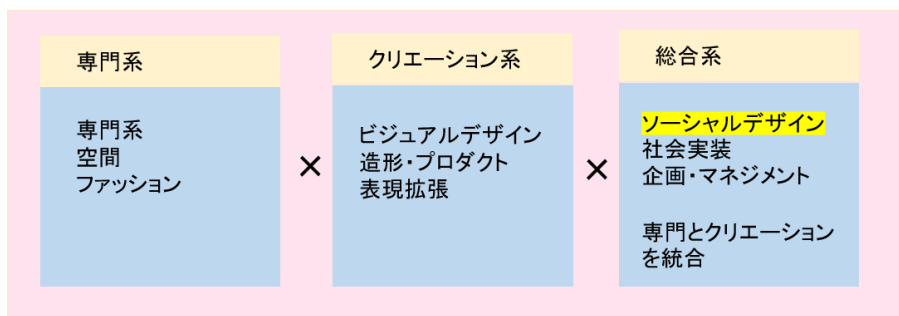 専門系
専門系
空間
ファッション
×
クリエーション系
ビジュアルデザイン
造形・プロダクト
表現拡張
×
総合系
ソーシャルデザイン
社会実装
企画・マネジメント
専門とクリエーション
を統合